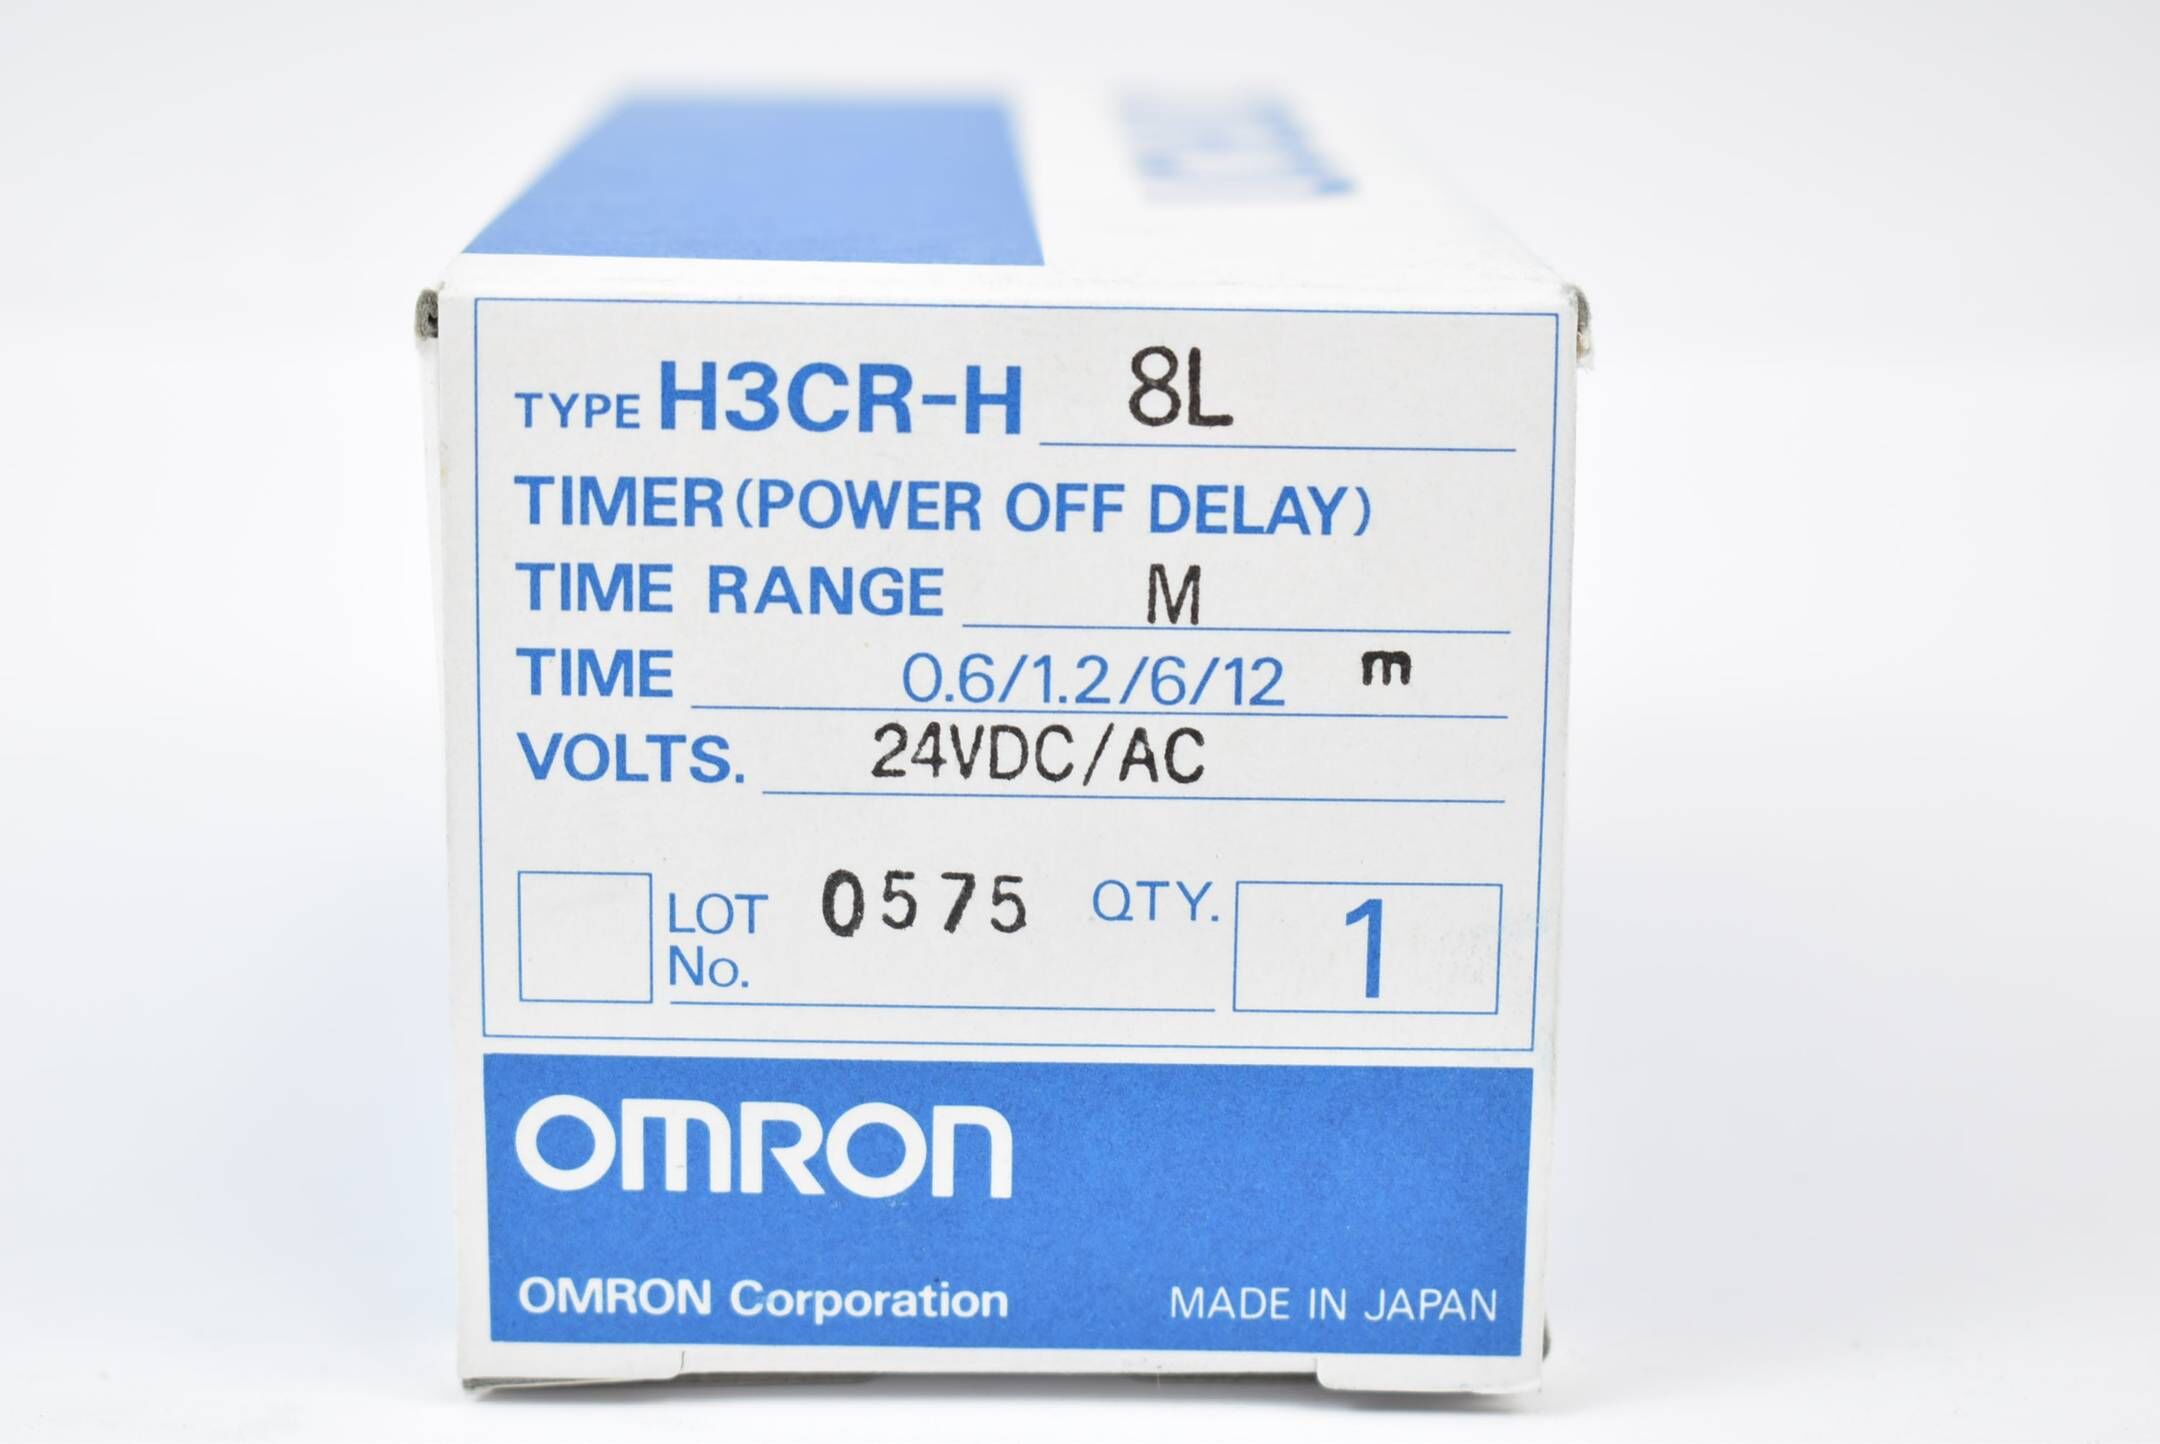 TYPE H3CR-H 8L
TIMER (POWER OFF DELAY)
TIME RANGE M
TIME 0.6/1.2/6/12 m
VOLTS. 24VDC/AC
LOT No. 0575 QTY. 1
OMRON
OMRON Corporation MADE IN JAPAN